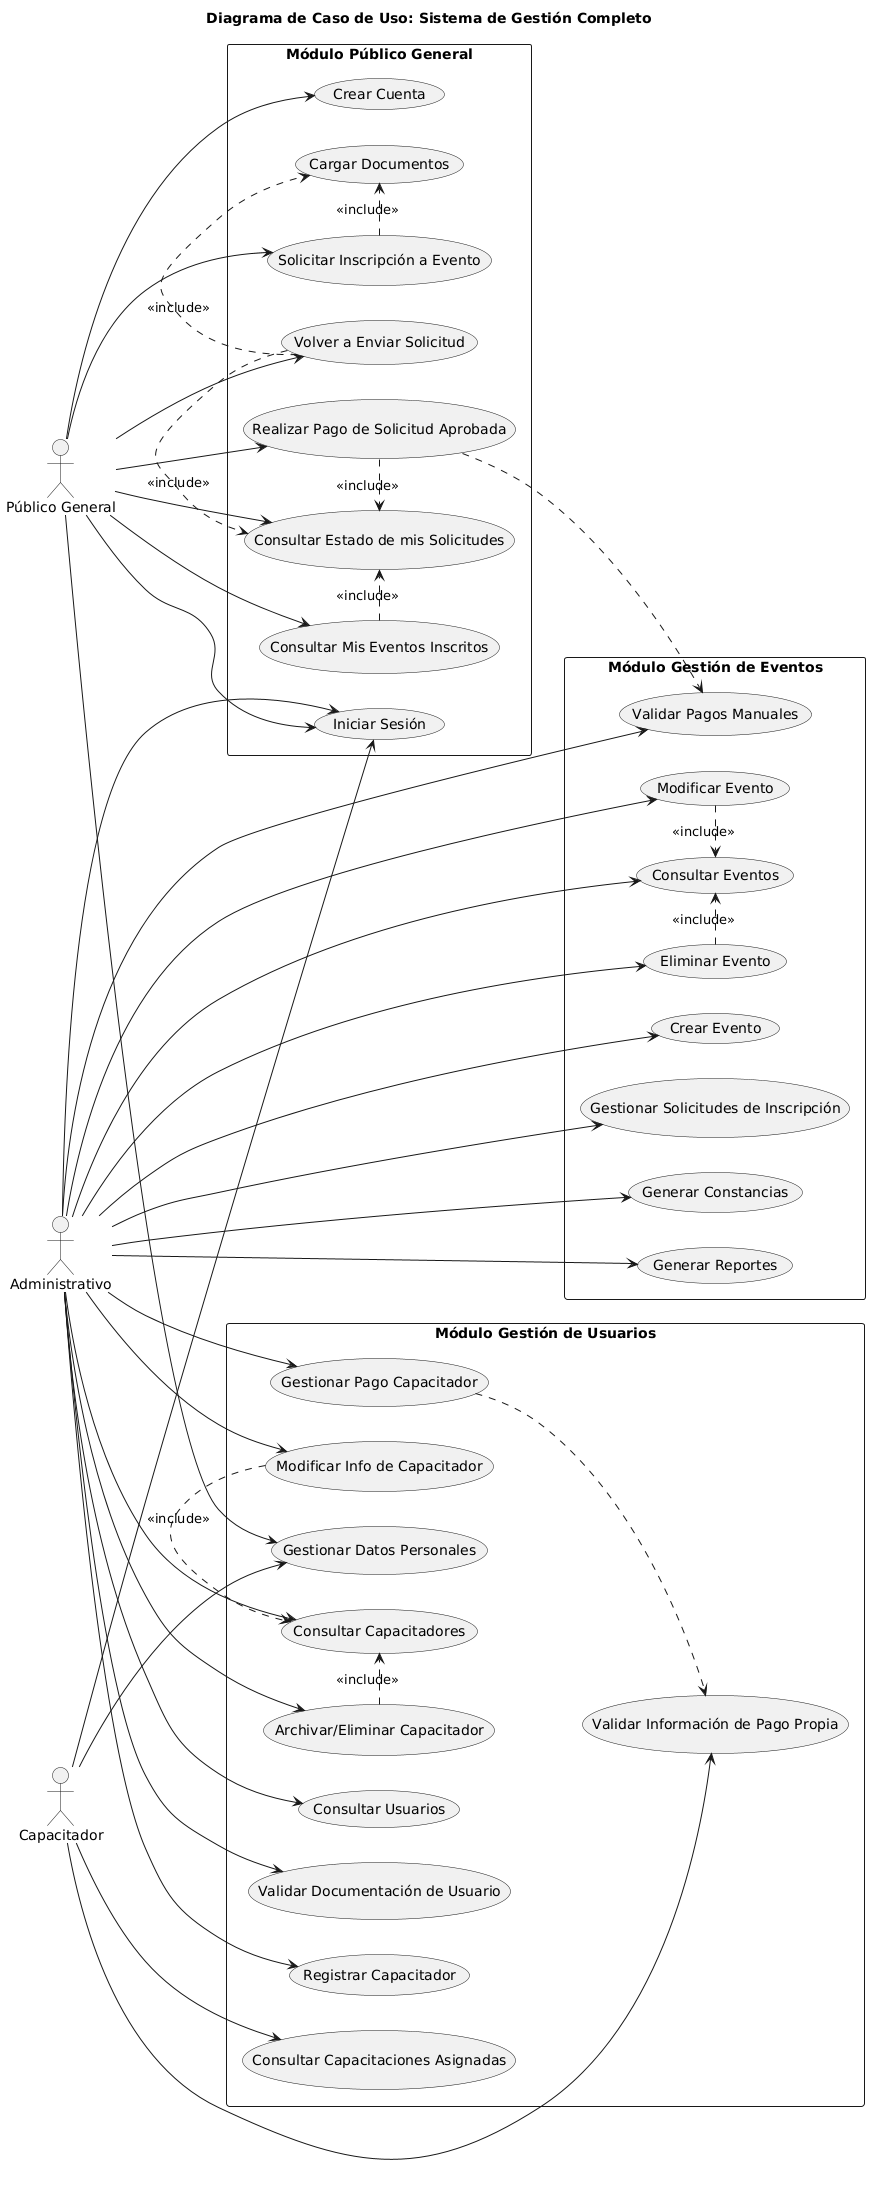 Diagrama de Caso de Uso: Sistema de Gestión Completo
Módulo Público General
Crear Cuenta
Cargar Documentos
«include»
Solicitar Inscripción a Evento
«include»
Volver a Enviar Solicitud
Realizar Pago de Solicitud Aprobada
«include»
«include»
Público General
Consultar Estado de mis Solicitudes
«include»
Consultar Mis Eventos Inscritos
Iniciar Sesión
Módulo Gestión de Eventos
Validar Pagos Manuales
Modificar Evento
«include»
Consultar Eventos
«include»
Eliminar Evento
Crear Evento
Gestionar Solicitudes de Inscripción
Generar Constancias
Generar Reportes
Administrativo
Módulo Gestión de Usuarios
Gestionar Pago Capacitador
Modificar Info de Capacitador
«include»
Gestionar Datos Personales
Consultar Capacitadores
«include»
Archivar/Eliminar Capacitador
Validar Información de Pago Propia
Consultar Usuarios
Capacitador
Validar Documentación de Usuario
Registrar Capacitador
Consultar Capacitaciones Asignadas